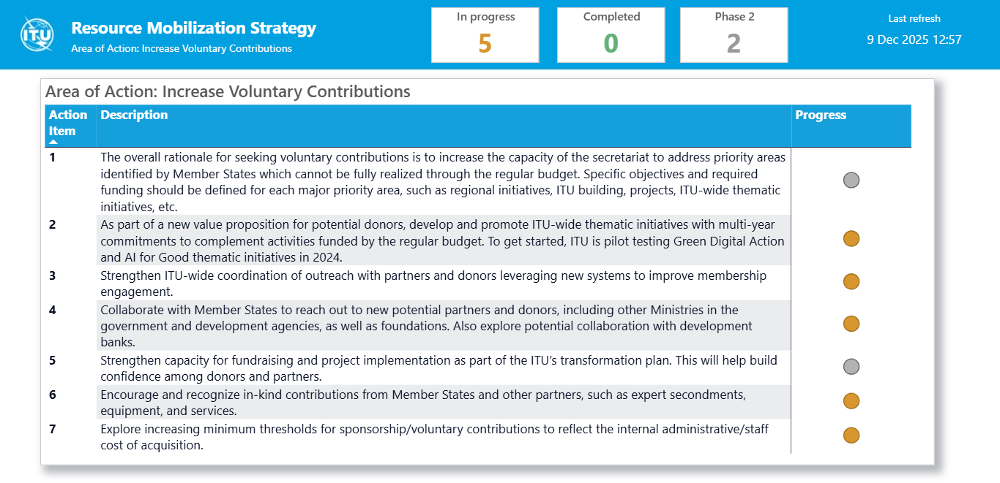 ITU
Resource Mobilization Strategy
Area of Action: Increase Voluntary Contributions
In progress
5
Completed
0
Phase 2
2
Last refresh
9 Dec 2025 12:57
Area of Action: Increase Voluntary Contributions
Action Item
Description
Progress
1
The overall rationale for seeking voluntary contributions is to increase the capacity of the secretariat to address priority areas
identified by Member States which cannot be fully realized through the regular budget. Specific objectives and required
funding should be defined for each major priority area, such as regional initiatives, ITU building, projects, ITU-wide thematic
initiatives, etc.
2
As part of a new value proposition for potential donors, develop and promote ITU-wide thematic initiatives with multi-year
commitments to complement activities funded by the regular budget. To get started, ITU is pilot testing Green Digital Action
and AI for Good thematic initiatives in 2024.
3
Strengthen ITU-wide coordination of outreach with partners and donors leveraging new systems to improve membership
engagement.
4
Collaborate with Member States to reach out to new potential partners and donors, including other Ministries in the
government and development agencies, as well as foundations. Also explore potential collaboration with development
banks.
5
Strengthen capacity for fundraising and project implementation as part of the ITU’s transformation plan. This will help build
confidence among donors and partners.
6
Encourage and recognize in-kind contributions from Member States and other partners, such as expert secondments,
equipment, and services.
7
Explore increasing minimum thresholds for sponsorship/voluntary contributions to reflect the internal administrative/staff
cost of acquisition.